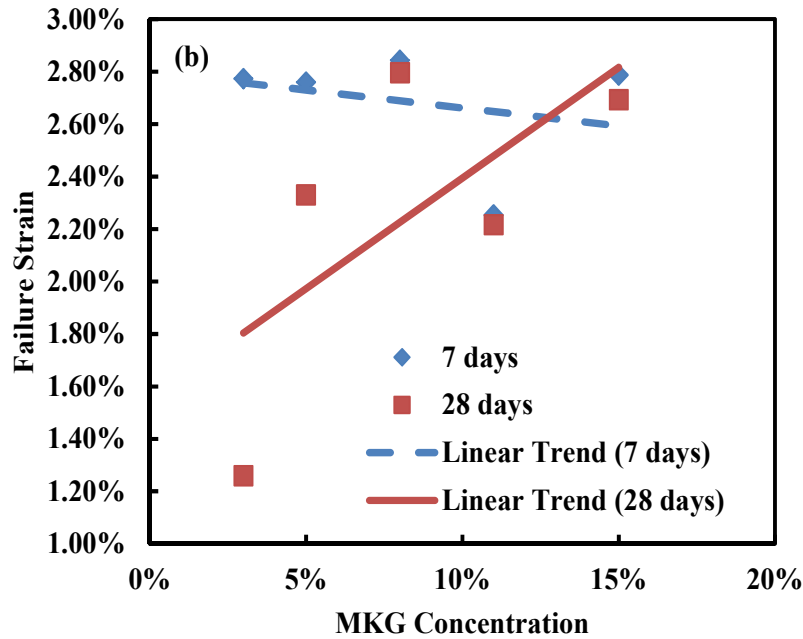 3.00%
2.80%
2.60%
2.40%
2.20%
2.00%
1.80%
1.60%
1.40%
1.20%
1.00%
Failure Strain
(b)
7 days
28 days
Linear Trend (7 days)
Linear Trend (28 days)
0% 5% 10% 15% 20%
MKG Concentration